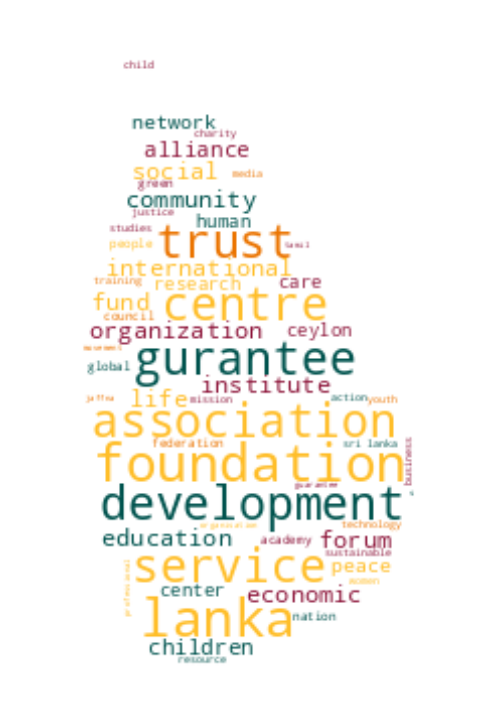 child
network
charity
alliance
social media
green
community
justice
human
studies
trust
people tamil
international
training research care
fund centre
council
organization ceylon
gurantee
global
institute
life mission action youth
jaffna
association
federation sri lanka
business
foundation
guarantee
development
organisation technology
education academy forum
sustainable
service peace
women
professional
center economic
lanka nation
children
resource